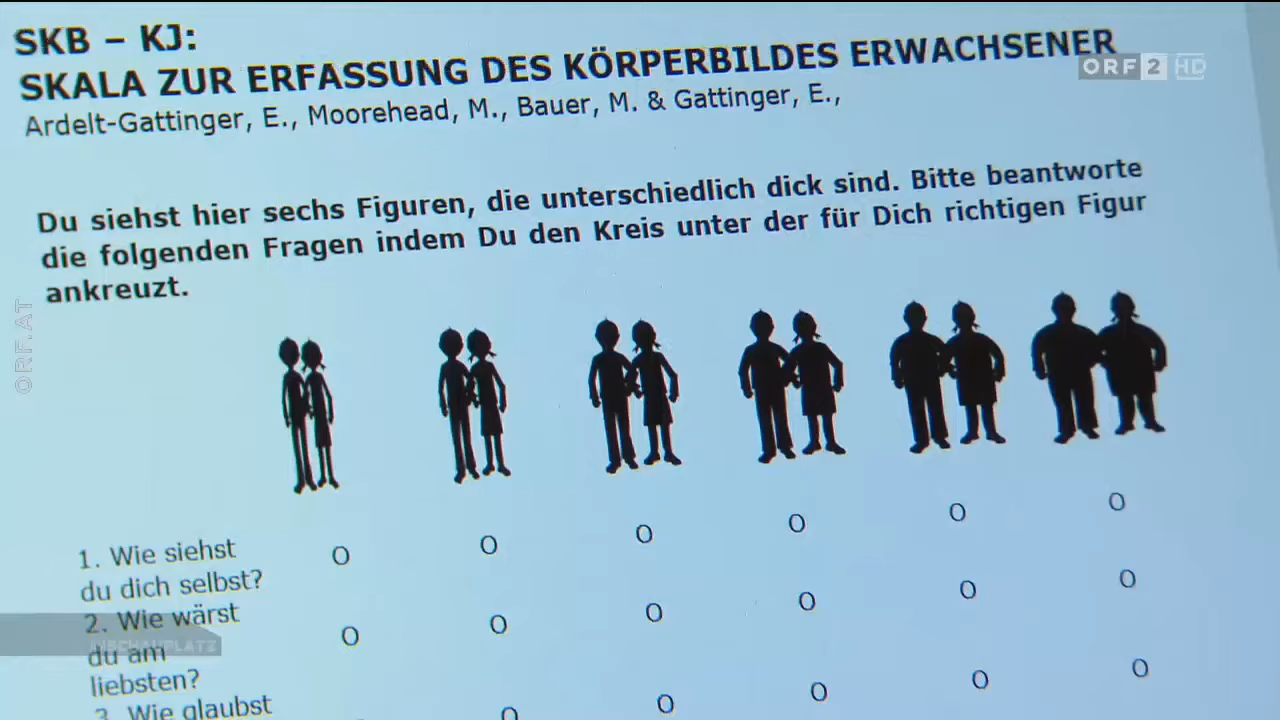 SKB – KJ:
SKALA ZUR ERFASSUNG DES KÖRPERBILDES ERWACHSENER
ORF 2 HD
Ardelt-Gattinger, E., Moorehead, M., Bauer, M. & Gattinger, E.,
Du siehst hier sechs Figuren, die unterschiedlich dick sind. Bitte beantworte
die folgenden Fragen indem Du den Kreis unter der für Dich richtigen Figur
ankreuzt.
ORF.AT
O O O O O O
1. Wie siehst
du dich selbst?
O O O O O O
2. Wie wärst
du am
liebsten?
ANSCHAUPLATZ
O O O O O
3. Wie glaubst